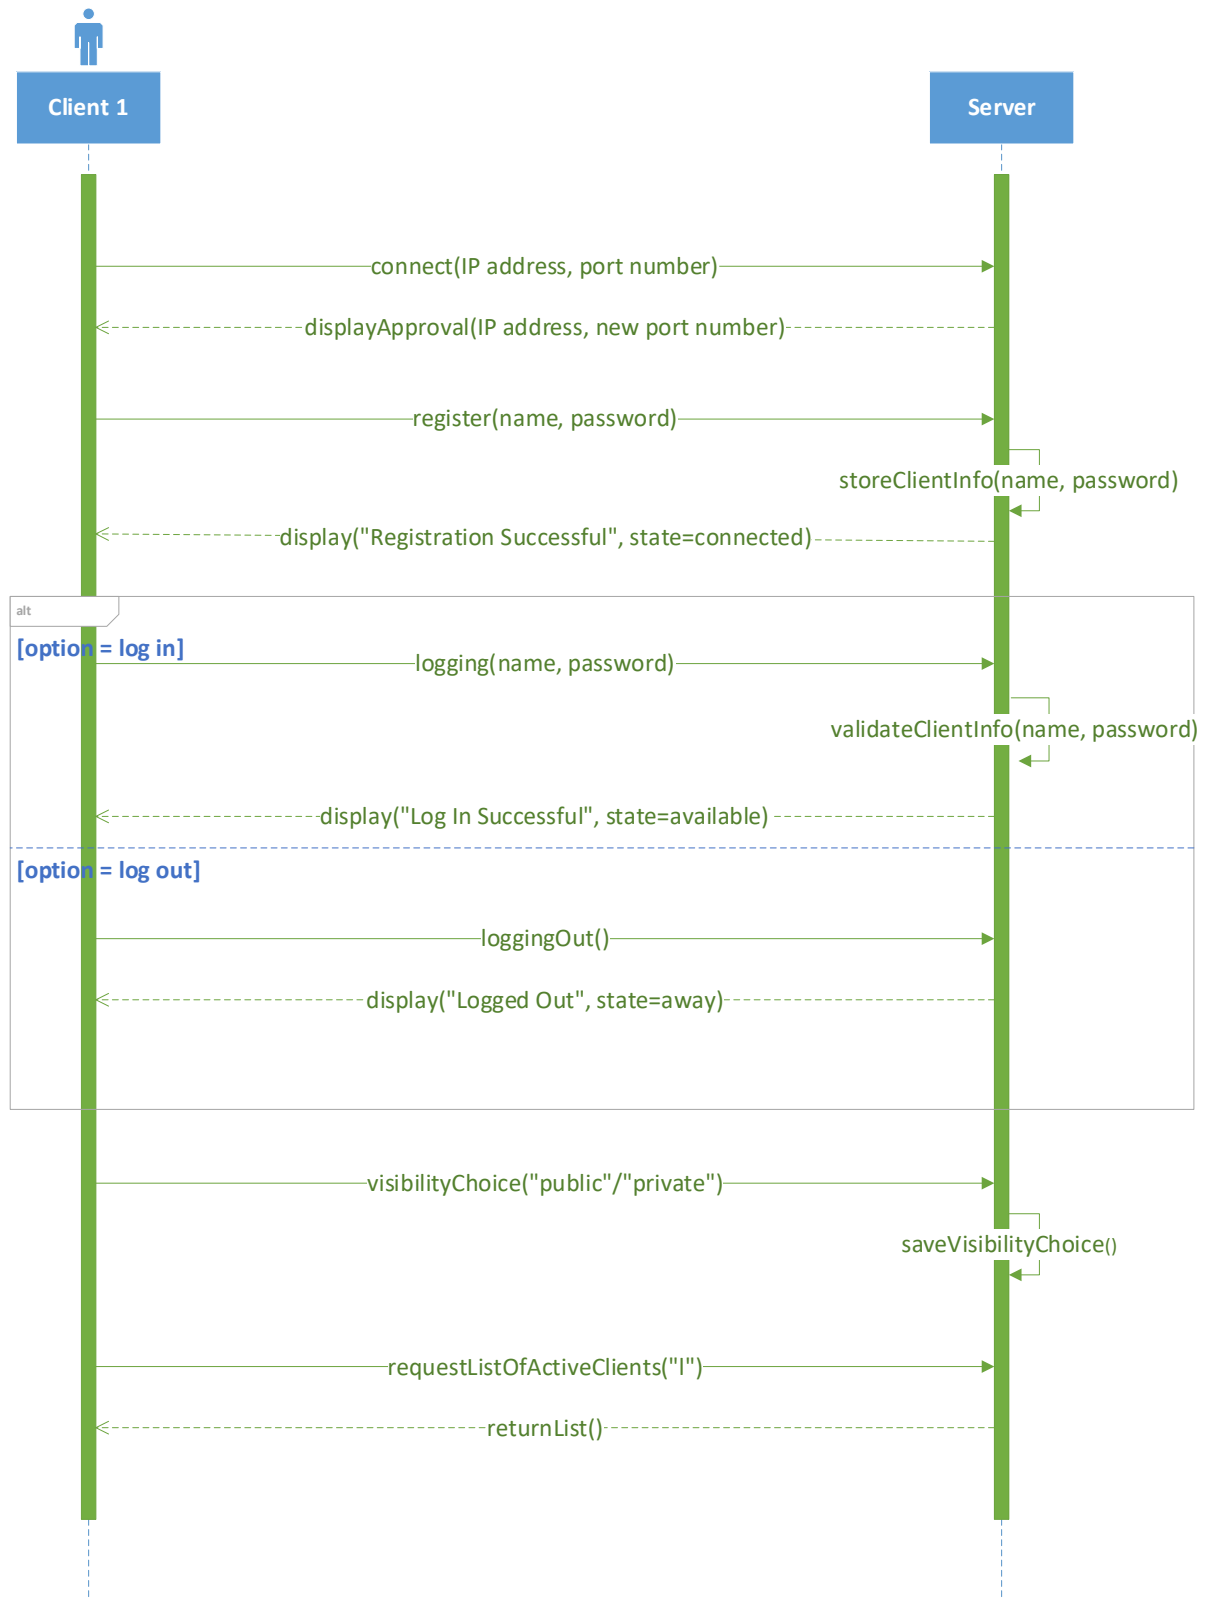 Client 1
Server
connect(IP address, port number)
displayApproval(IP address, new port number)
register(name, password)
storeClientInfo(name, password)
display("Registration Successful", state=connected)
alt
[option = log in]
logging(name, password)
validateClientInfo(name, password)
display("Log In Successful", state=available)
[option = log out]
loggingOut()
display("Logged Out", state=away)
visibilityChoice("public"/"private")
saveVisibilityChoice()
requestListOfActiveClients("l")
returnList()